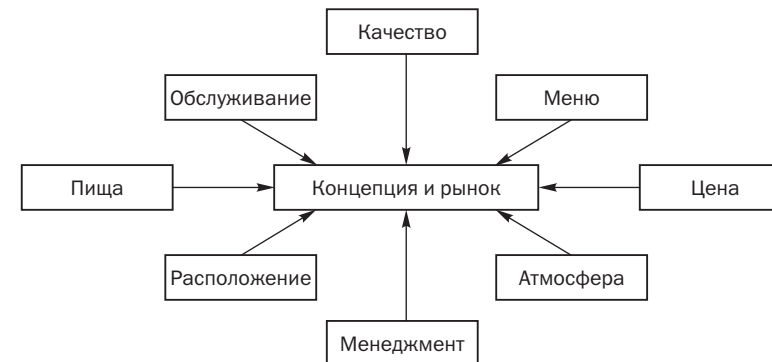 Качество
Обслуживание
Меню
Пища
Концепция и рынок
Цена
Расположение
Атмосфера
Менеджмент